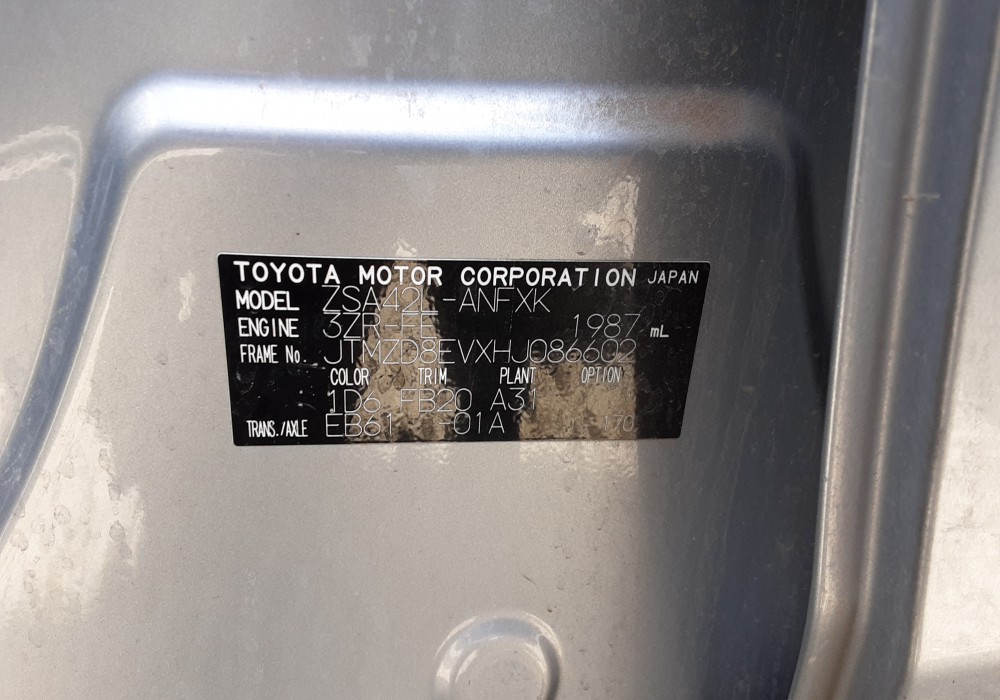 TOYOTA MOTOR CORPORATION JAPAN
MODEL ZSA42L-ANFXK
ENGINE 3ZR-FE 1987 mL
FRAME No. JTMZD8EVXHJ086602
COLOR TRIM PLANT OPTION
1D6 FB20 A31
TRANS./AXLE EB61 -01A 170